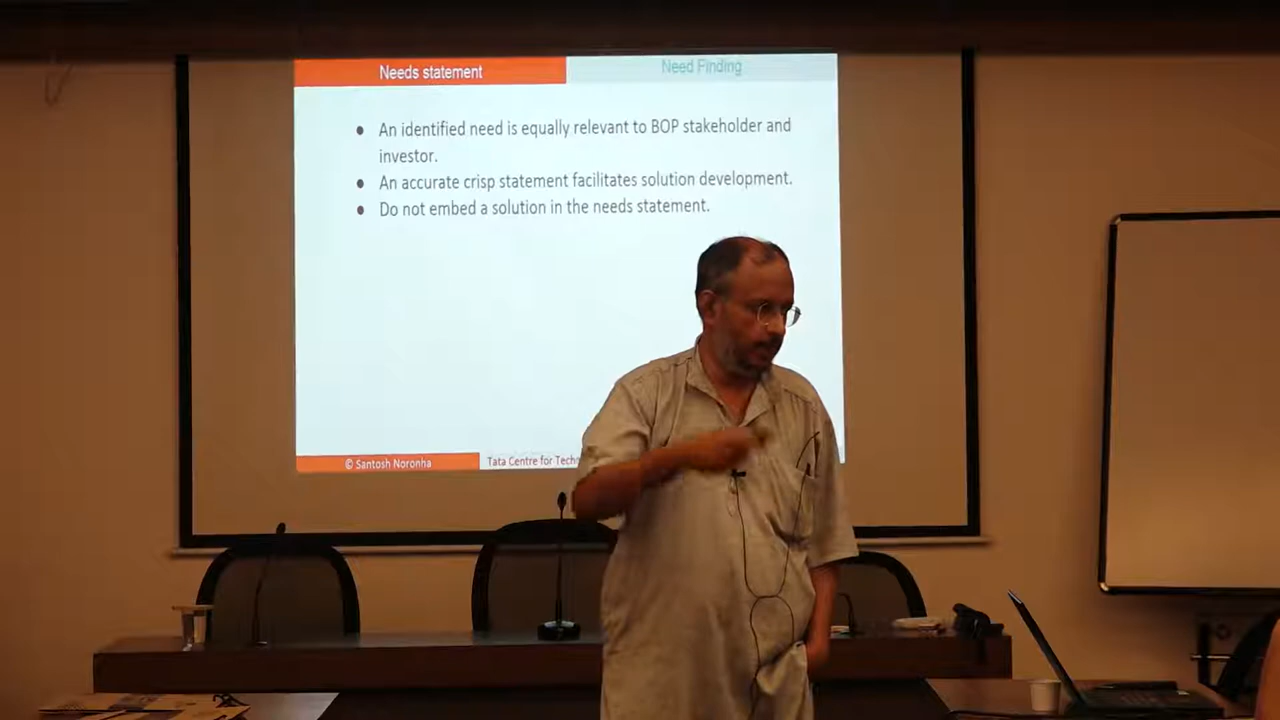 Needs statement
Need Finding
● An identified need is equally relevant to BOP stakeholder and
investor.
● An accurate crisp statement facilitates solution development.
● Do not embed a solution in the needs statement.
© Santosh Noronha
Tata Centre for Techn